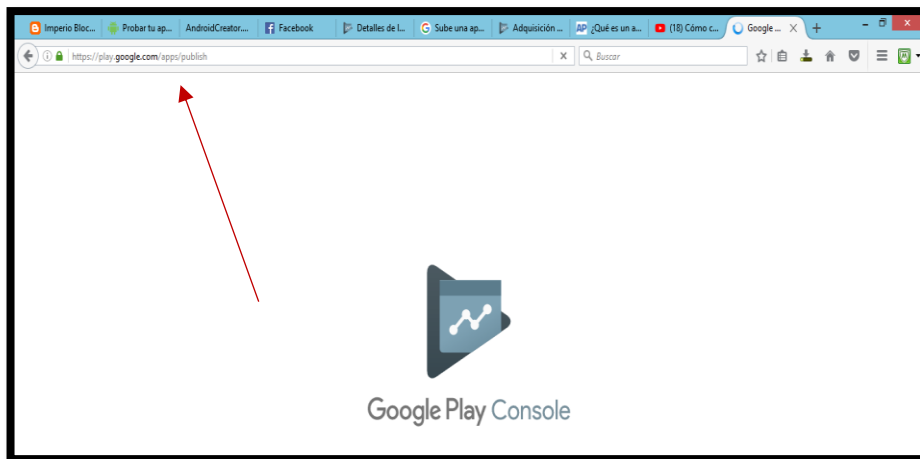 Imperio Bloc... Probar tu ap... AndroidCreator.... Facebook Detalles de l... Sube una ap... Adquisición ... AP ¿Qué es un a... (18) Cómo c... Google ...
https://play.google.com/apps/publish Buscar
Google Play Console